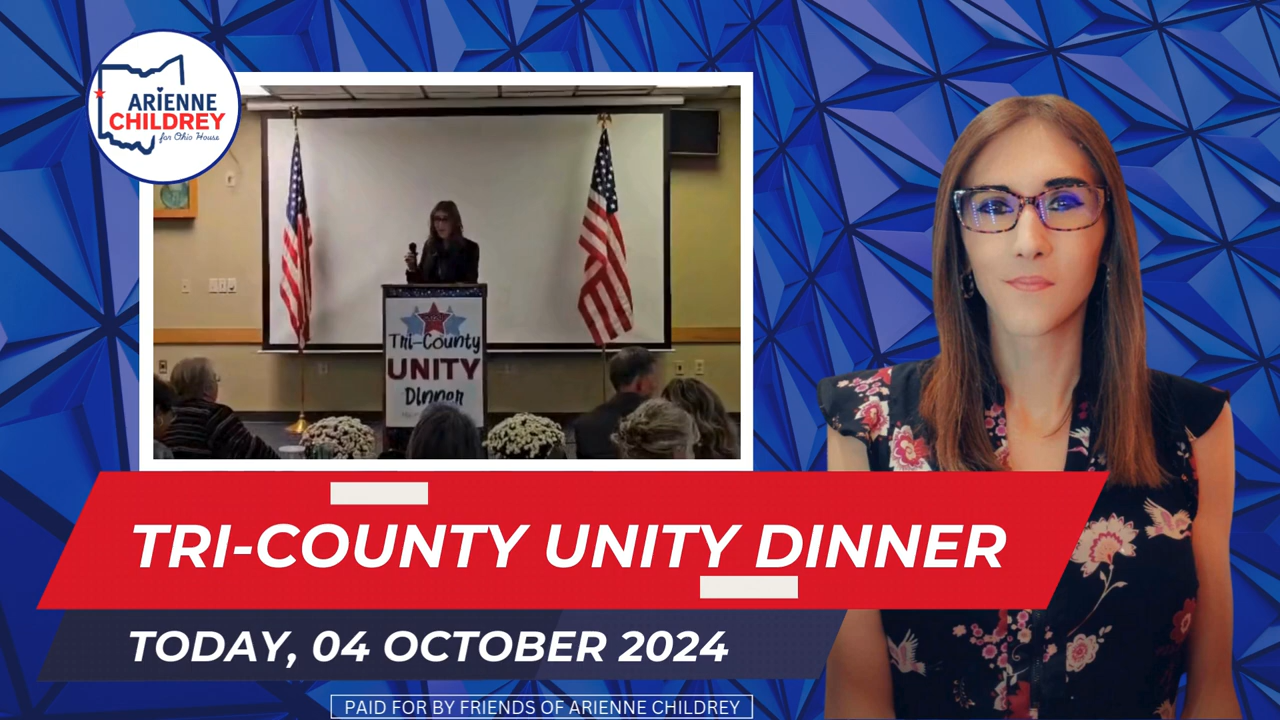 ARIENNE
CHILDREY
for Ohio House
Tri-County
UNITY
Dinner
TRI-COUNTY UNITY DINNER
TODAY, 04 OCTOBER 2024
PAID FOR BY FRIENDS OF ARIENNE CHILDREY